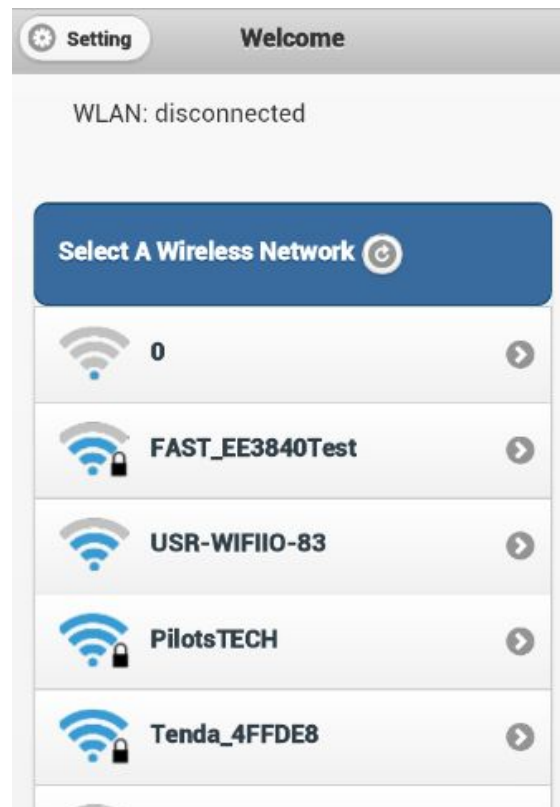 Setting
Welcome
WLAN: disconnected
Select A Wireless Network
0
FAST_EE3840Test
USR-WIFIIO-83
PilotsTECH
Tenda_4FFDE8